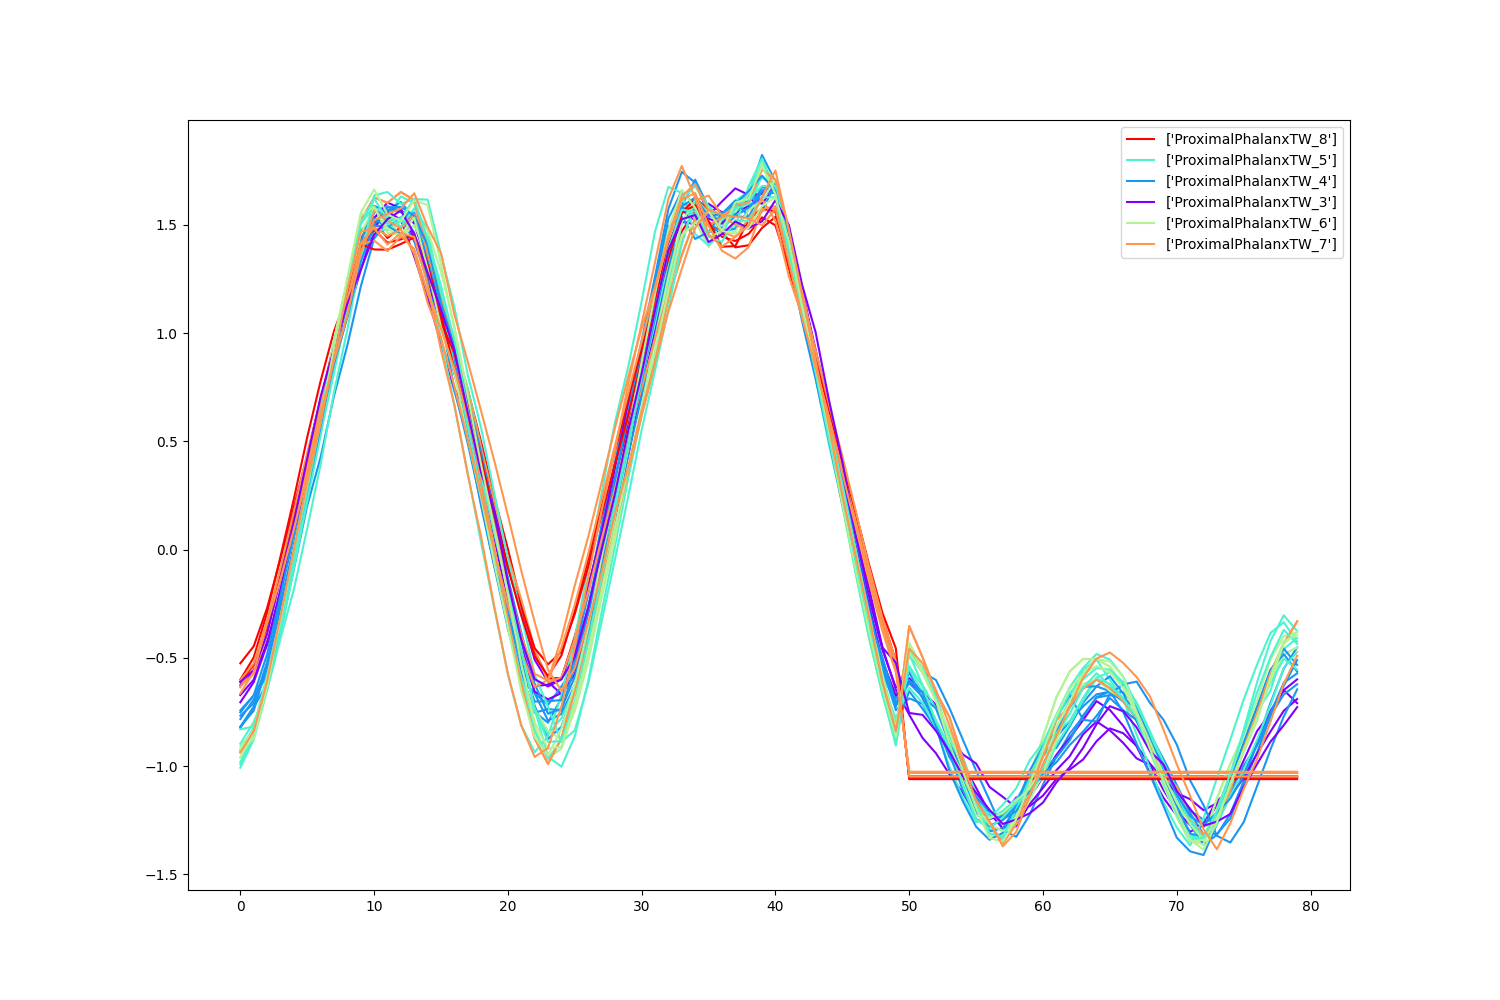 ['ProximalPhalanxTW_8']
['ProximalPhalanxTW_5']
['ProximalPhalanxTW_4']
['ProximalPhalanxTW_3']
['ProximalPhalanxTW_6']
['ProximalPhalanxTW_7']
1.5
1.0
0.5
0.0
−0.5
−1.0
−1.5
0 10 20 30 40 50 60 70 80